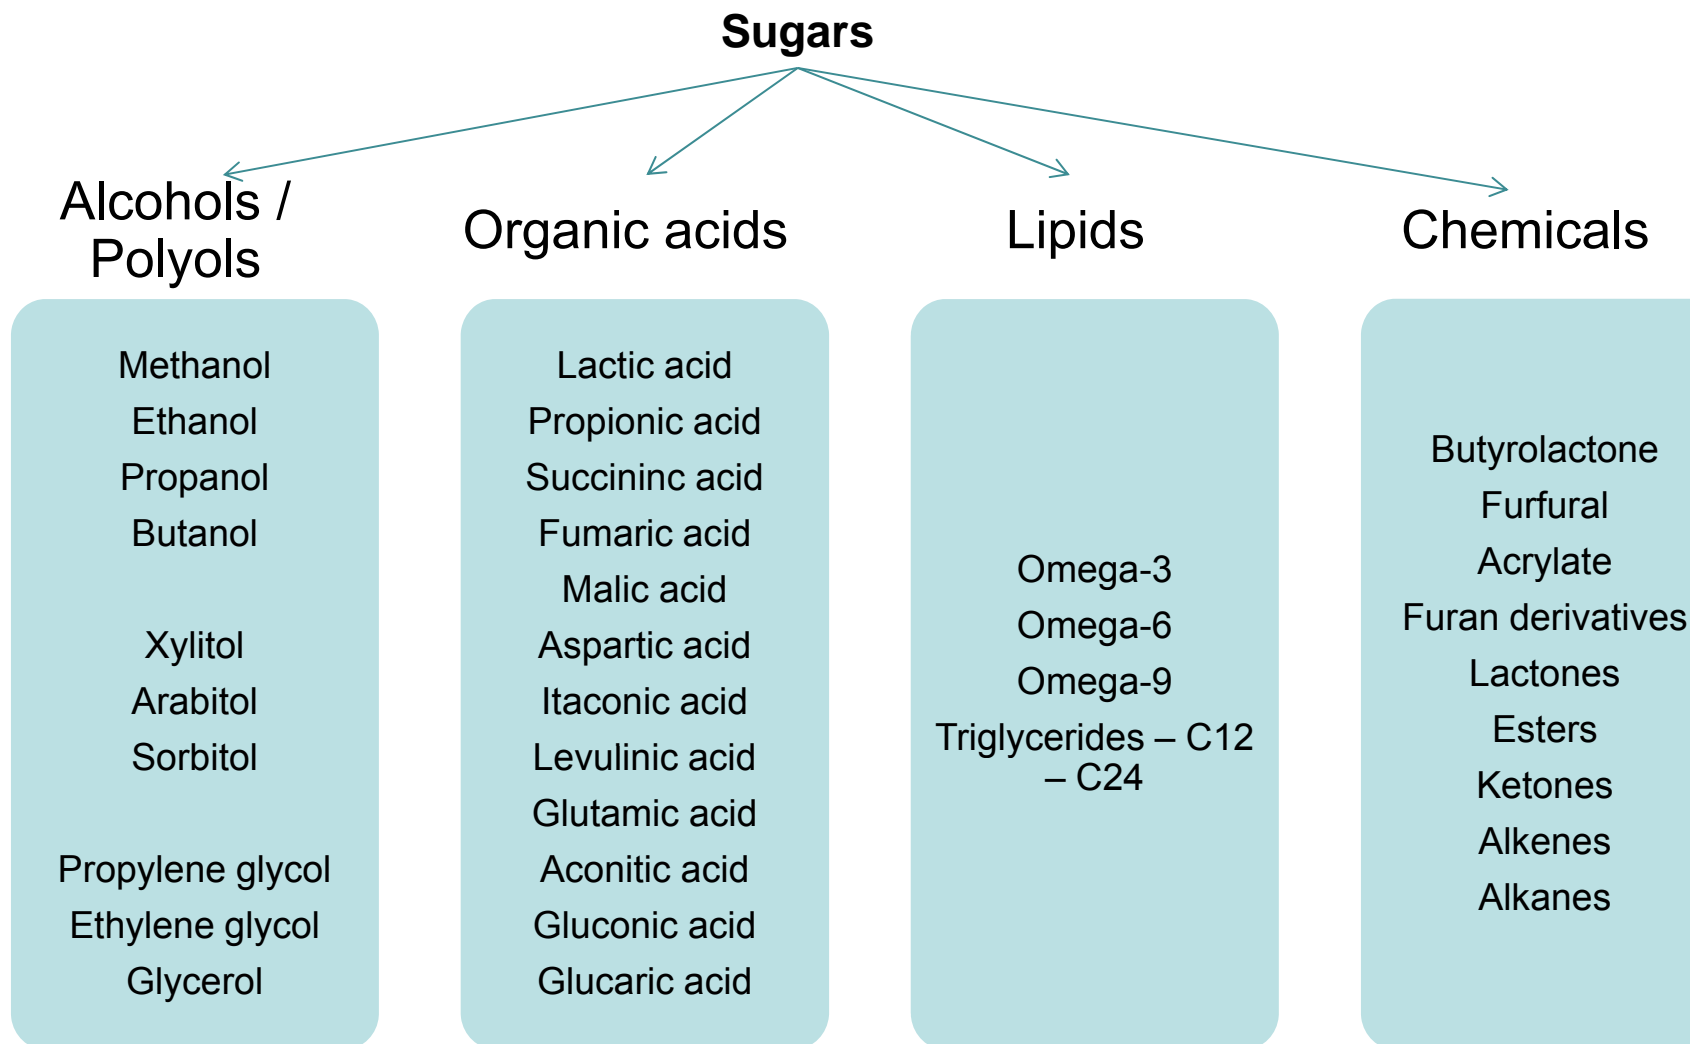 Sugars
Alcohols /
Polyols
Organic acids
Lipids
Chemicals
Methanol
Ethanol
Propanol
Butanol
Xylitol
Arabitol
Sorbitol
Propylene glycol
Ethylene glycol
Glycerol
Lactic acid
Propionic acid
Succininc acid
Fumaric acid
Malic acid
Aspartic acid
Itaconic acid
Levulinic acid
Glutamic acid
Aconitic acid
Gluconic acid
Glucaric acid
Omega-3
Omega-6
Omega-9
Triglycerides – C12
– C24
Butyrolactone
Furfural
Acrylate
Furan derivatives
Lactones
Esters
Ketones
Alkenes
Alkanes